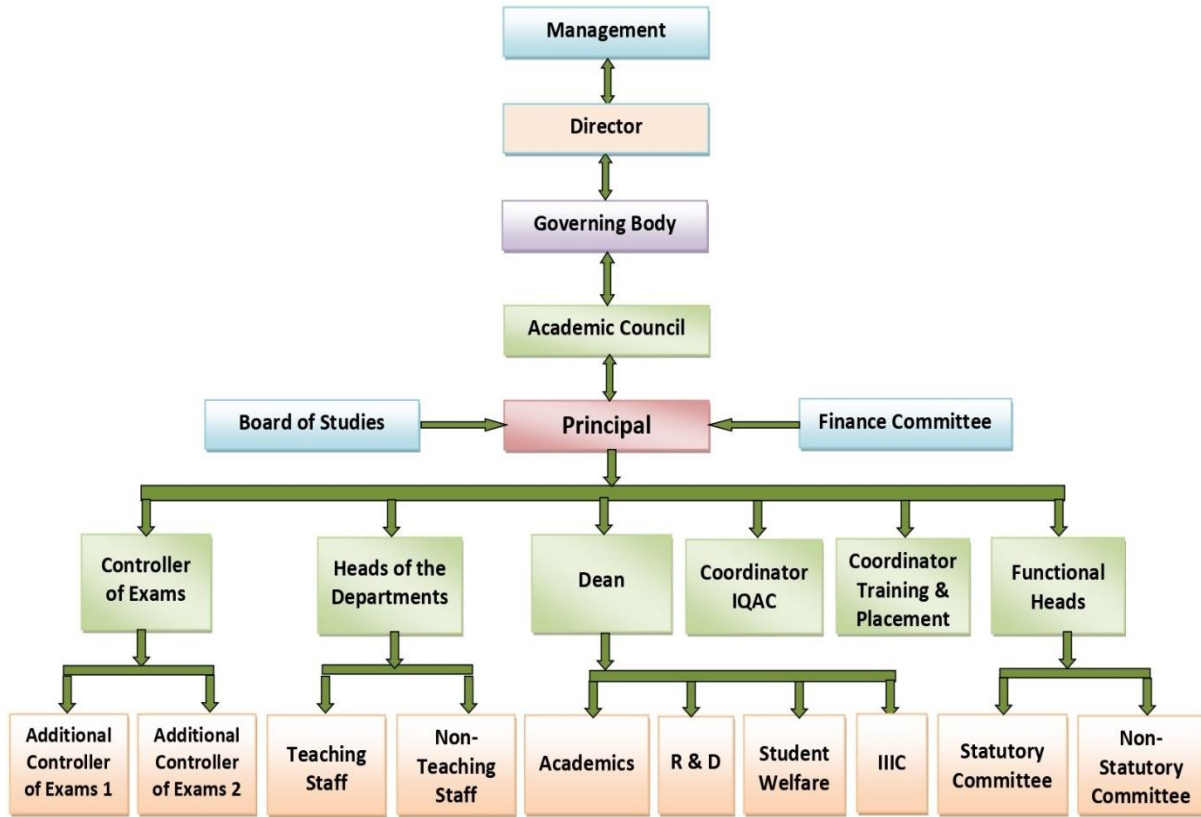 Management
Director
Governing Body
Academic Council
Board of Studies
Principal
Finance Committee
Controller
of Exams
Heads of the
Departments
Dean
Coordinator
IQAC
Coordinator
Training &
Placement
Functional
Heads
Additional
Controller
of Exams 1
Additional
Controller
of Exams 2
Teaching
Staff
Non-
Teaching
Staff
Academics
R & D
Student
Welfare
IIIC
Statutory
Committee
Non-
Statutory
Committee